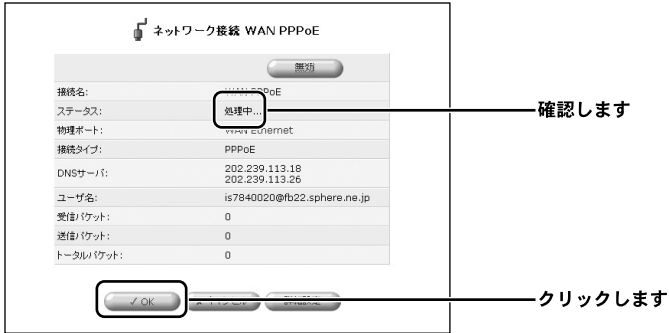 ネットワーク接続 WAN PPPoE
無効
接続名: WAN PPPoE
ステータス: 処理中...
確認します
物理ポート: WAN Ethernet
接続タイプ: PPPoE
DNSサーバ: 202.239.113.18
202.239.113.26
ユーザ名: is7840020@fb22.sphere.ne.jp
受信パケット: 0
送信パケット: 0
トータルパケット: 0
✓ OK
クリックします